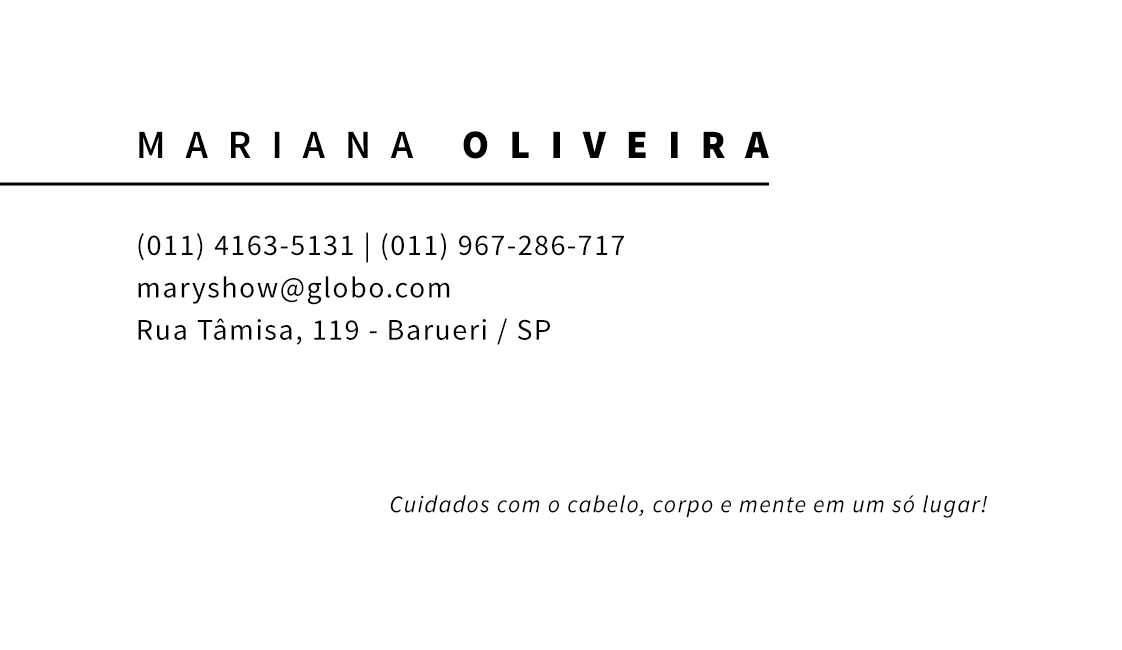 MARIANA OLIVEIRA
(011) 4163-5131 | (011) 967-286-717
maryshow@globo.com
Rua Tâmisa, 119 - Barueri / SP
Cuidados com o cabelo, corpo e mente em um só lugar!